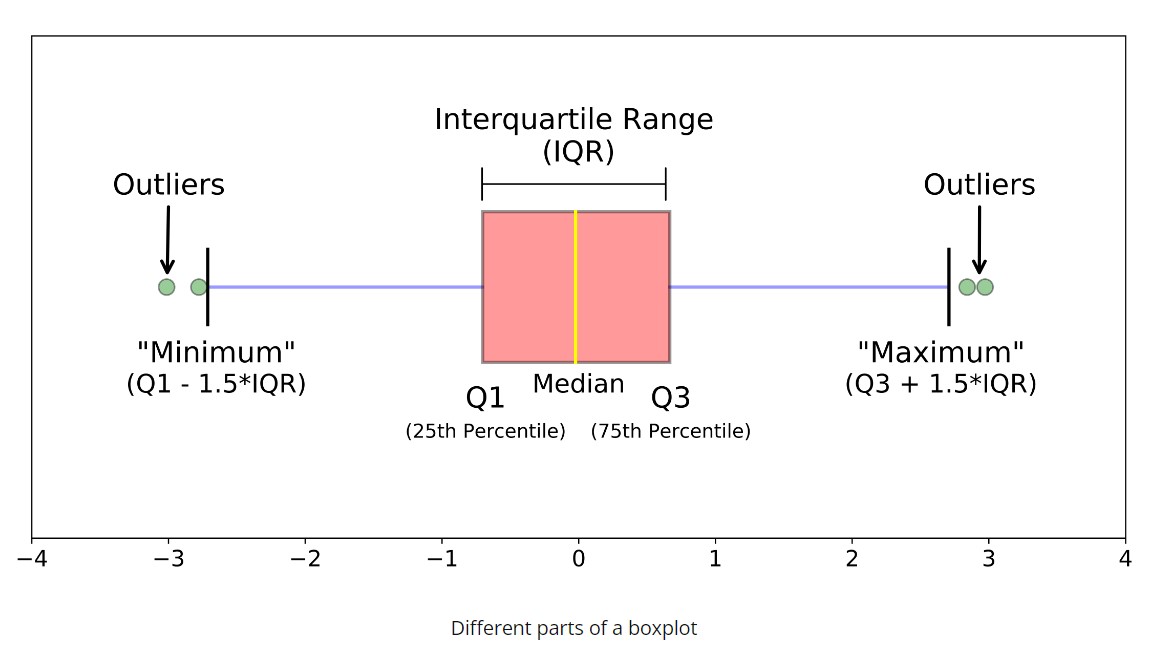 Interquartile Range
(IQR)
Outliers
Outliers
"Minimum"
(Q1 - 1.5*IQR)
"Maximum"
(Q3 + 1.5*IQR)
Median
Q1
Q3
(25th Percentile)
(75th Percentile)
−4
−3
−2
−1
0
1
2
3
4
Different parts of a boxplot